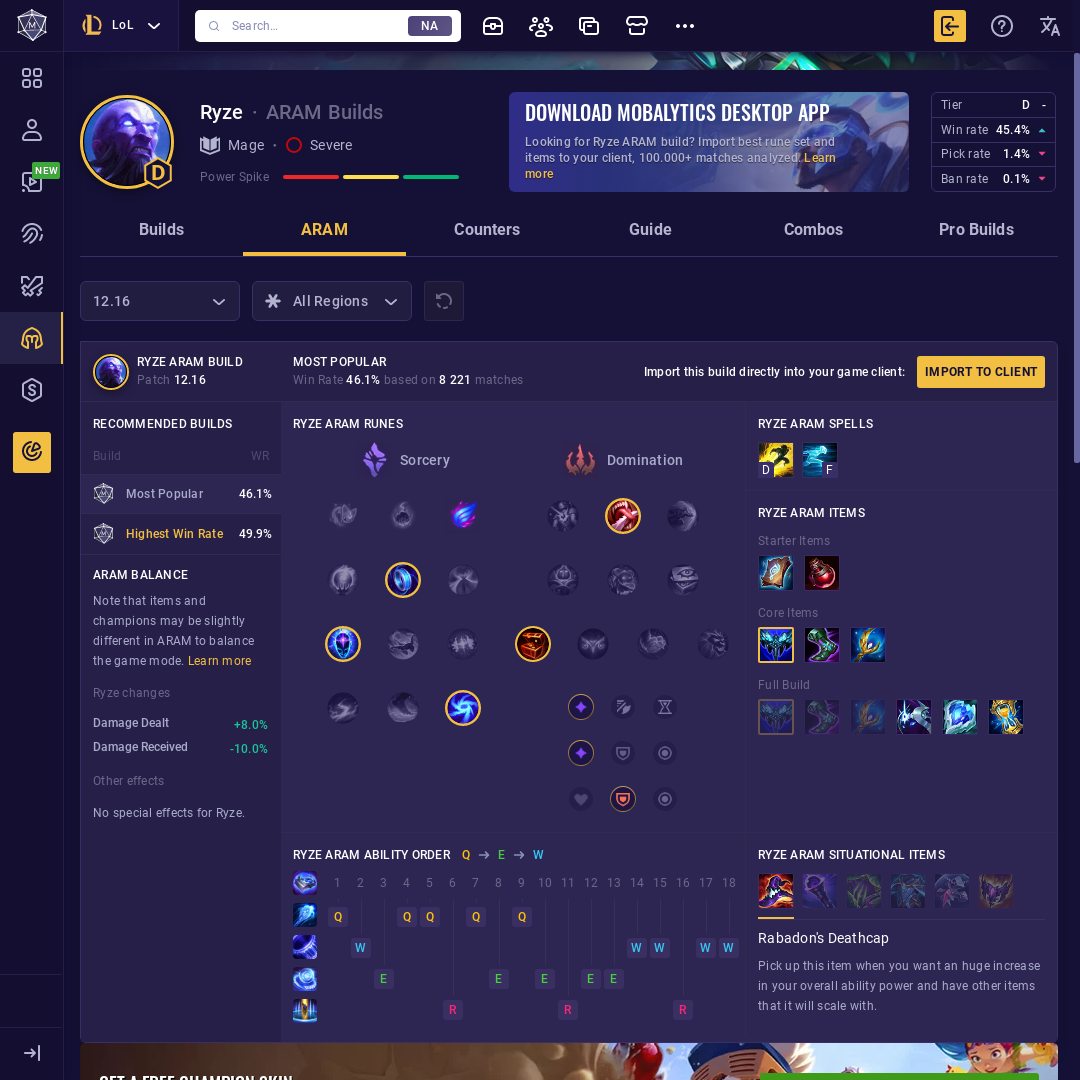 LoL
Search...
NA
NEW
Ryze · ARAM Builds
Mage · Severe
Power Spike
D
DOWNLOAD MOBALYTICS DESKTOP APP
Looking for Ryze ARAM build? Import best rune set and
items to your client, 100.000+ matches analyzed. Learn
more
Tier D -
Win rate 45.4%
Pick rate 1.4%
Ban rate 0.1%
Builds ARAM Counters Guide Combos Pro Builds
12.16
All Regions
RYZE ARAM BUILD
Patch 12.16
MOST POPULAR
Win Rate 46.1% based on 8 221 matches
Import this build directly into your game client:
IMPORT TO CLIENT
RECOMMENDED BUILDS
Build WR
Most Popular 46.1%
Highest Win Rate 49.9%
ARAM BALANCE
Note that items and
champions may be slightly
different in ARAM to balance
the game mode. Learn more
Ryze changes
Damage Dealt +8.0%
Damage Received -10.0%
Other effects
No special effects for Ryze.
RYZE ARAM RUNES
Sorcery
Domination
RYZE ARAM SPELLS
D F
RYZE ARAM ITEMS
Starter Items
Core Items
Full Build
RYZE ARAM ABILITY ORDER Q → E → W
1 2 3 4 5 6 7 8 9 10 11 12 13 14 15 16 17 18
Q Q Q Q Q
W W W W W
E E E E E
R R R
RYZE ARAM SITUATIONAL ITEMS
Rabadon's Deathcap
Pick up this item when you want an huge increase
in your overall ability power and have other items
that it will scale with.
GET A FREE CHAMPION SKIN